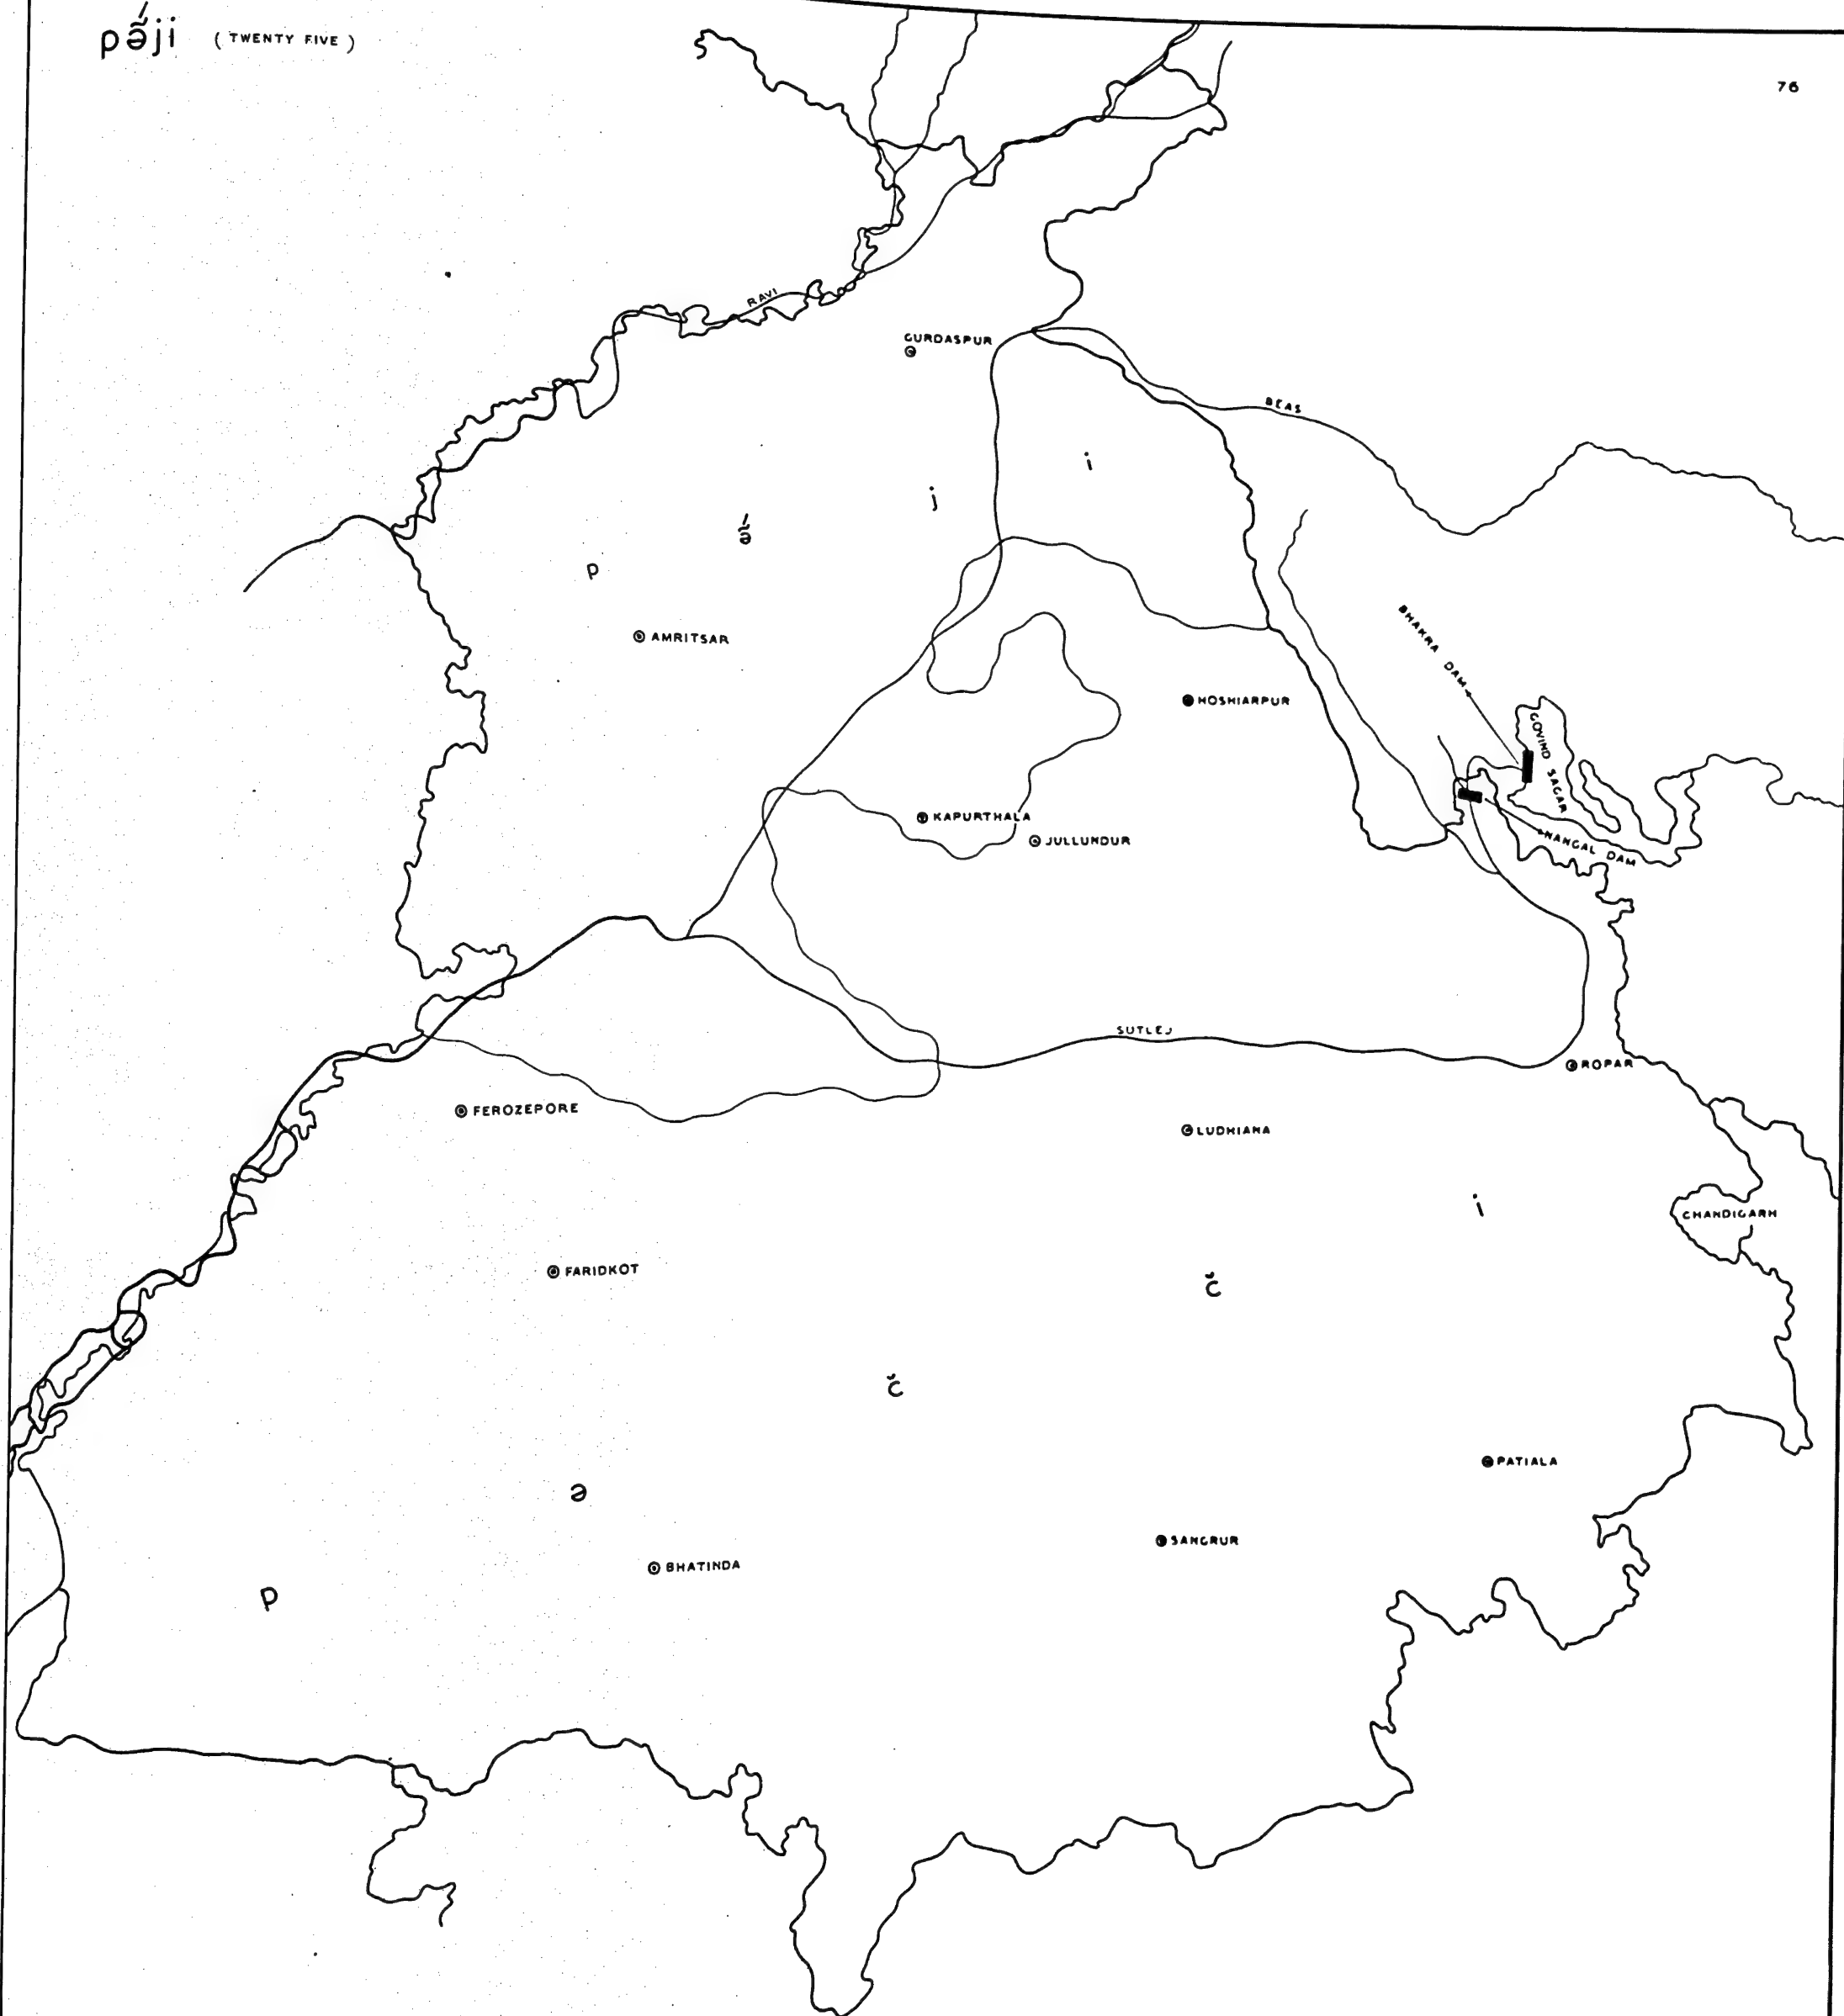 pə̃́ji ( TWENTY FIVE )
76
RAVI
GURDASPUR
BEAS
i
j
ə̃́
p
AMRITSAR
BHAKRA DAM
HOSHIARPUR
GOVIND SAGAR
KAPURTHALA
JULLUNDUR
NANGAL DAM
SUTLEJ
ROPAR
FEROZEPORE
LUDHIANA
i
CHANDIGARH
FARIDKOT
č
č
PATIALA
ə
SANGRUR
BHATINDA
p